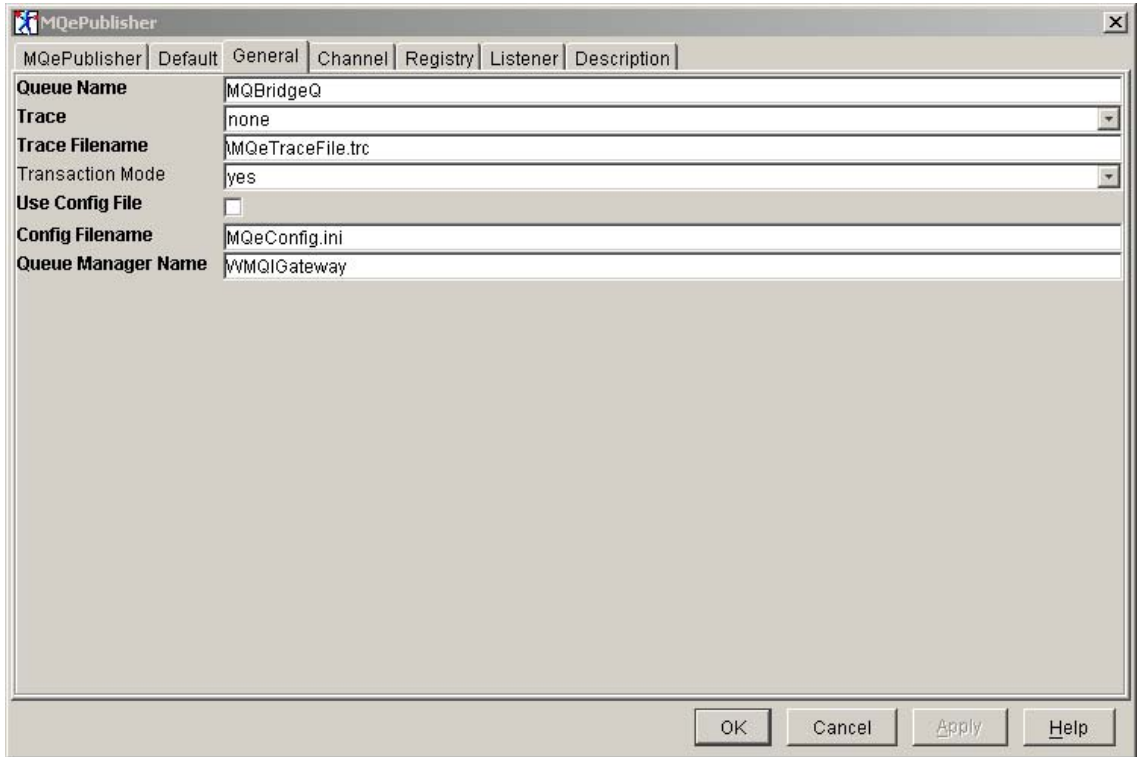 MQePublisher
MQePublisher Default General Channel Registry Listener Description
Queue Name MQBridgeQ
Trace none
Trace Filename \MQeTraceFile.trc
Transaction Mode yes
Use Config File
Config Filename MQeConfig.ini
Queue Manager Name WMQIGateway
OK Cancel Apply Help